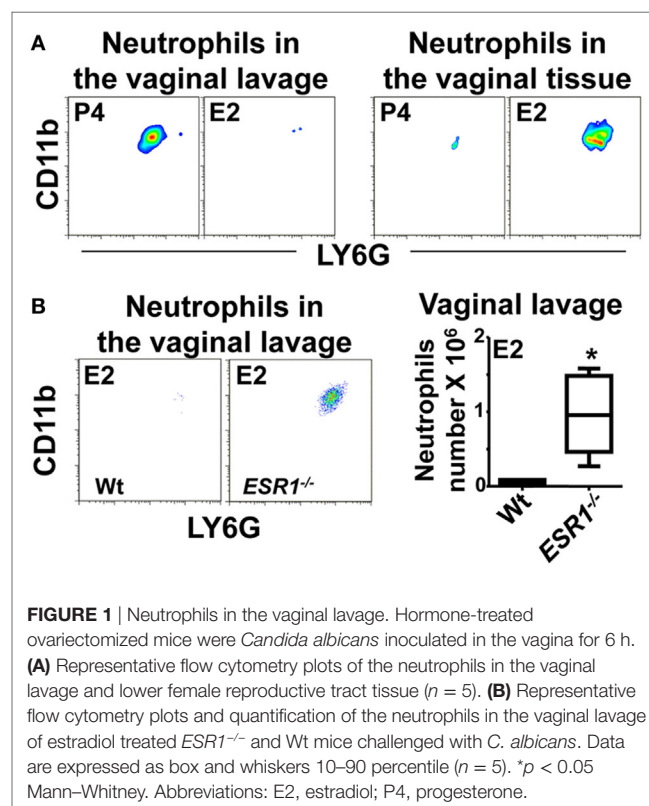 A
Neutrophils in
the vaginal lavage
Neutrophils in
the vaginal tissue
CD11b
P4
E2
P4
E2
LY6G
B
Neutrophils in
the vaginal lavage
CD11b
E2
Wt
E2
ESR1-/-
LY6G
Vaginal lavage
Neutrophils
number X 10⁶
2
1
0
E2
*
Wt
ESR1-/-
FIGURE 1 | Neutrophils in the vaginal lavage. Hormone-treated
ovariectomized mice were Candida albicans inoculated in the vagina for 6 h.
(A) Representative flow cytometry plots of the neutrophils in the vaginal
lavage and lower female reproductive tract tissue (n = 5). (B) Representative
flow cytometry plots and quantification of the neutrophils in the vaginal lavage
of estradiol treated ESR1−/− and Wt mice challenged with C. albicans. Data
are expressed as box and whiskers 10–90 percentile (n = 5). *p < 0.05
Mann–Whitney. Abbreviations: E2, estradiol; P4, progesterone.